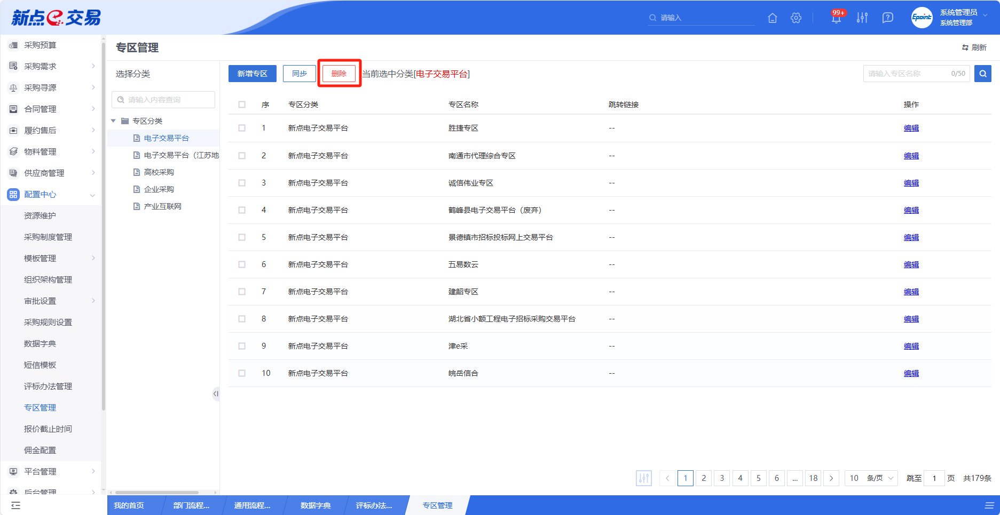 新点e交易
请输入
99+
Epoint
系统管理员
系统管理部
采购预算
采购需求
采购寻源
合同管理
履约售后
物料管理
供应商管理
配置中心
资源维护
采购制度管理
模板管理
组织架构管理
审批设置
采购规则设置
数据字典
短信模板
评标办法管理
专区管理
报价截止时间
佣金配置
平台管理
后台管理
专区管理
刷新
选择分类
请输入内容查询
专区分类
电子交易平台
电子交易平台（江苏地
高校采购
企业采购
产业互联网
新增专区 同步 删除 当前选中分类[电子交易平台]
请输入专区名称 0/50
序 专区分类 专区名称 跳转链接 操作
1 新点电子交易平台 胜捷专区 -- 编辑
2 新点电子交易平台 南通市代理综合专区 -- 编辑
3 新点电子交易平台 诚信伟业专区 -- 编辑
4 新点电子交易平台 鹤峰县电子交易平台（废弃） -- 编辑
5 新点电子交易平台 景德镇市招标投标网上交易平台 -- 编辑
6 新点电子交易平台 五易数云 -- 编辑
7 新点电子交易平台 建韶专区 -- 编辑
8 新点电子交易平台 湖北省小额工程电子招标采购交易平台 -- 编辑
9 新点电子交易平台 津e采 -- 编辑
10 新点电子交易平台 皖岳信合 -- 编辑
1 2 3 4 5 6 ... 18 10 条/页 跳至 1 页 共179条
我的首页 部门流程... 通用流程... 数据字典 评标办法... 专区管理